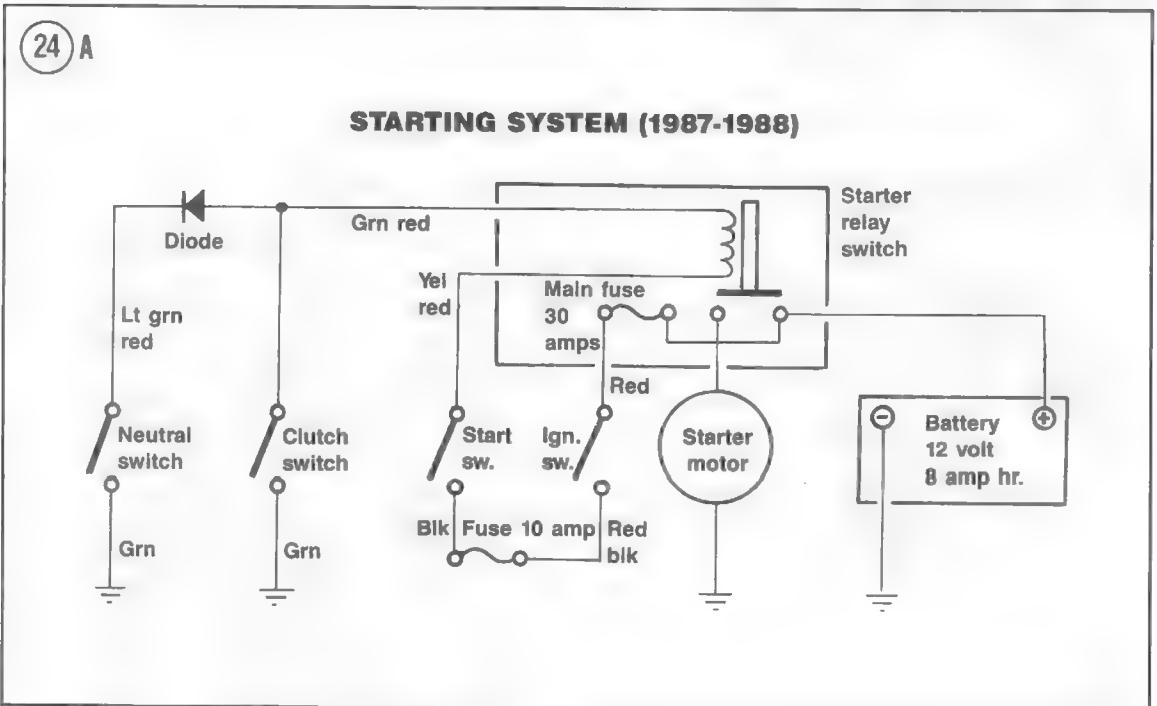 24 A
STARTING SYSTEM (1987-1988)
Diode
Grn red
Starter
relay
switch
Yel
red
Main fuse
30
amps
Lt grn
red
Red
Neutral
switch
Clutch
switch
Start
sw.
Ign.
sw.
Starter
motor
Battery
12 volt
8 amp hr.
Blk
Fuse 10 amp
Red
blk
Grn
Grn